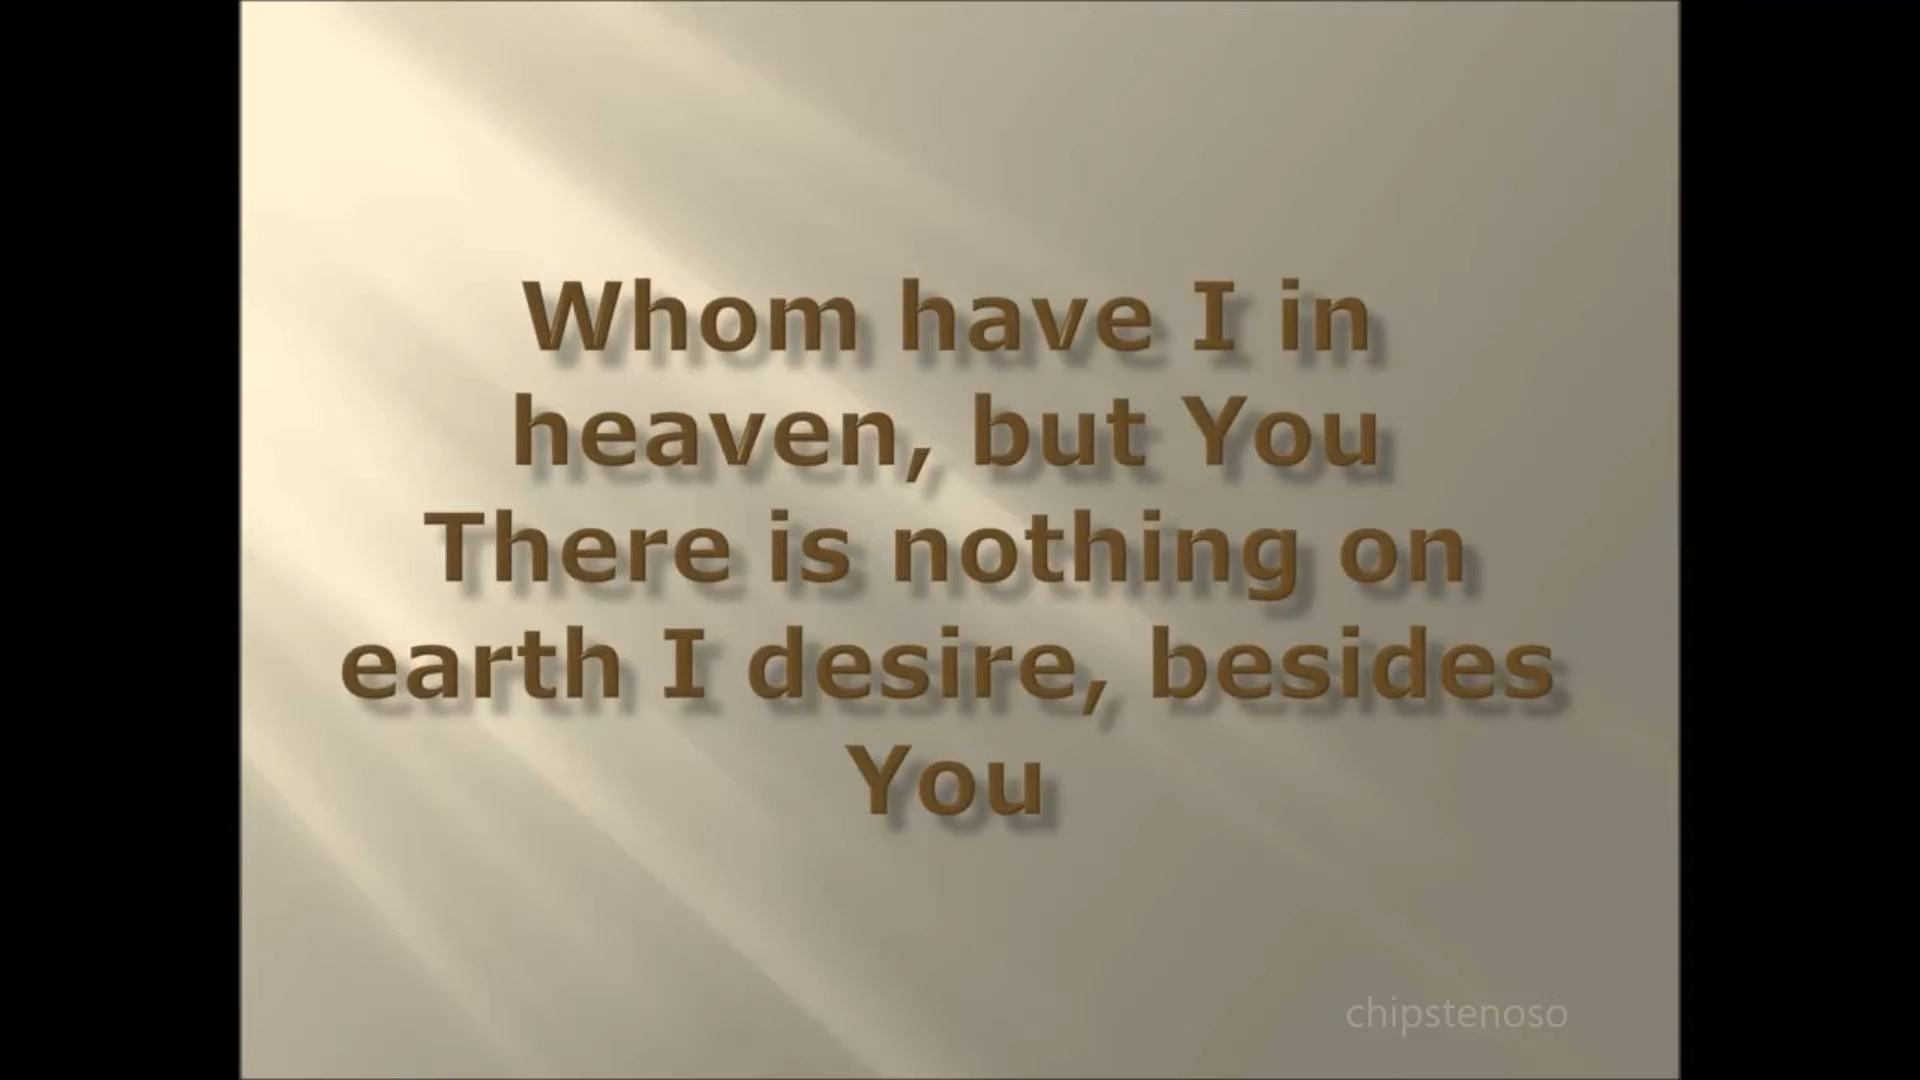 Whom have I in
heaven, but You
There is nothing on
earth I desire, besides
You
chipstenoso